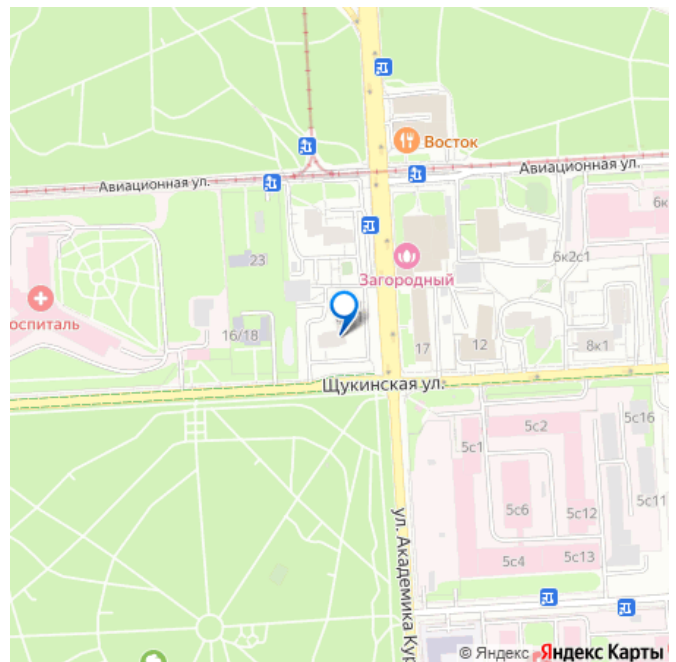 Восток
Авиационная ул.
Авиационная ул.
6к
23
6к2с1
Загородный
оспиталь
16/18
17
12
8к1
Щукинская ул.
5с16
5с2
5с1
5с11
5с6
5с12
ул. Академика Кур
5с4
5с13
© Яндекс Яндекс Карты